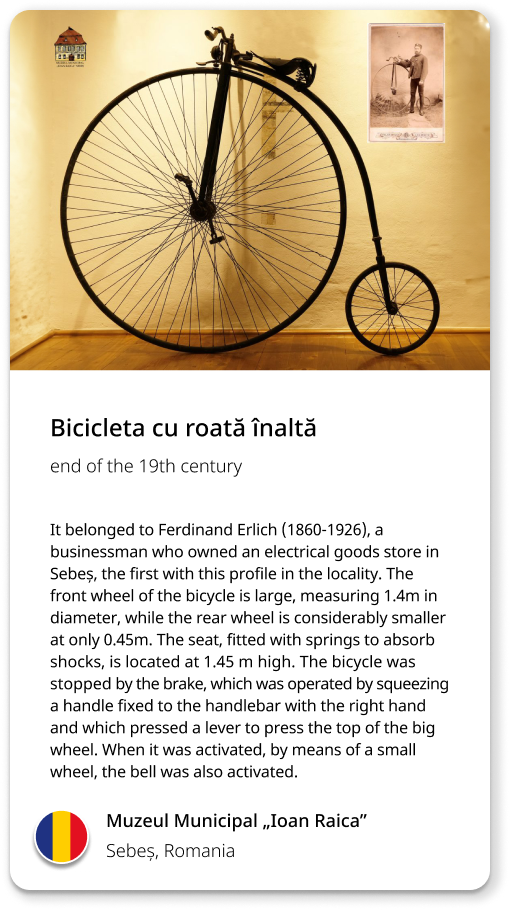 Bicicleta cu roată înaltă
end of the 19th century
It belonged to Ferdinand Erlich (1860-1926), a
businessman who owned an electrical goods store in
Sebeș, the first with this profile in the locality. The
front wheel of the bicycle is large, measuring 1.4m in
diameter, while the rear wheel is considerably smaller
at only 0.45m. The seat, fitted with springs to absorb
shocks, is located at 1.45 m high. The bicycle was
stopped by the brake, which was operated by squeezing
a handle fixed to the handlebar with the right hand
and which pressed a lever to press the top of the big
wheel. When it was activated, by means of a small
wheel, the bell was also activated.
Muzeul Municipal „Ioan Raica”
Sebeș, Romania